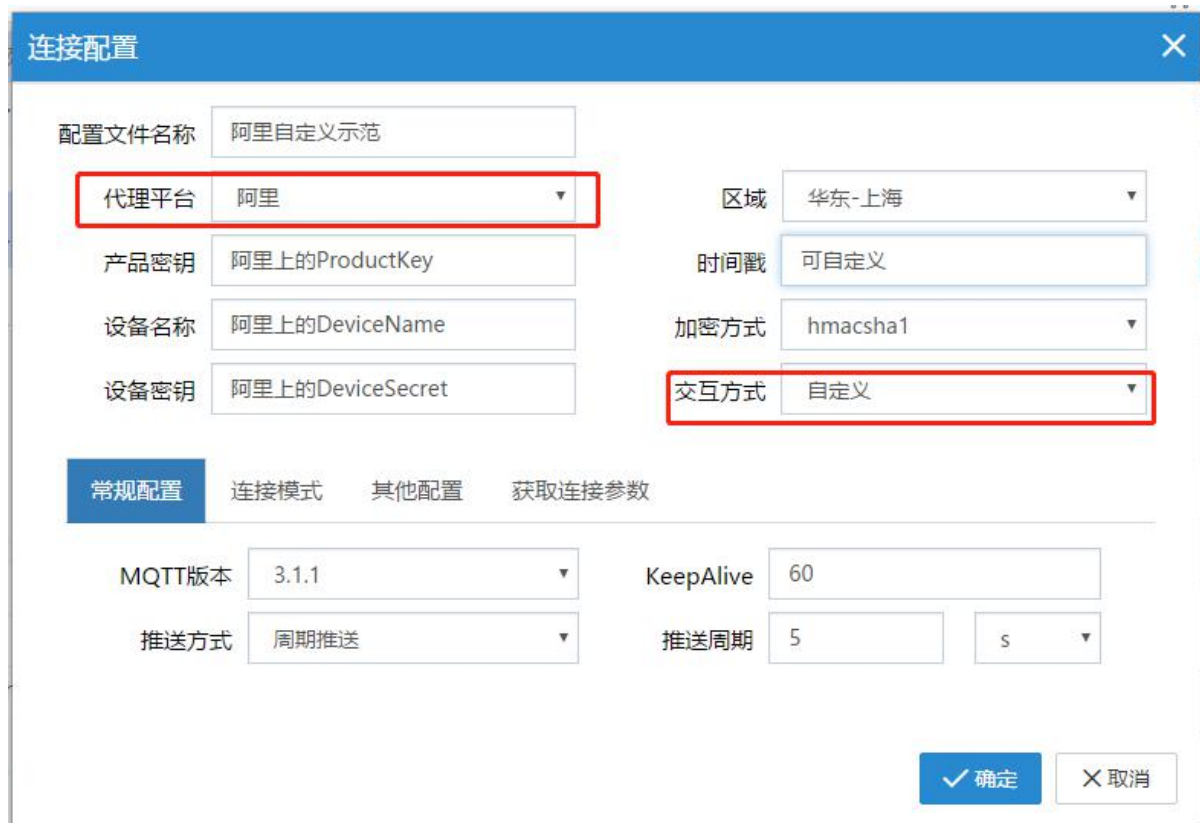 连接配置
配置文件名称 阿里自定义示范
代理平台 阿里 区域 华东-上海
产品密钥 阿里上的ProductKey 时间戳 可自定义
设备名称 阿里上的DeviceName 加密方式 hmacsha1
设备密钥 阿里上的DeviceSecret 交互方式 自定义
常规配置 连接模式 其他配置 获取连接参数
MQTT版本 3.1.1 KeepAlive 60
推送方式 周期推送 推送周期 5 s
确定 取消